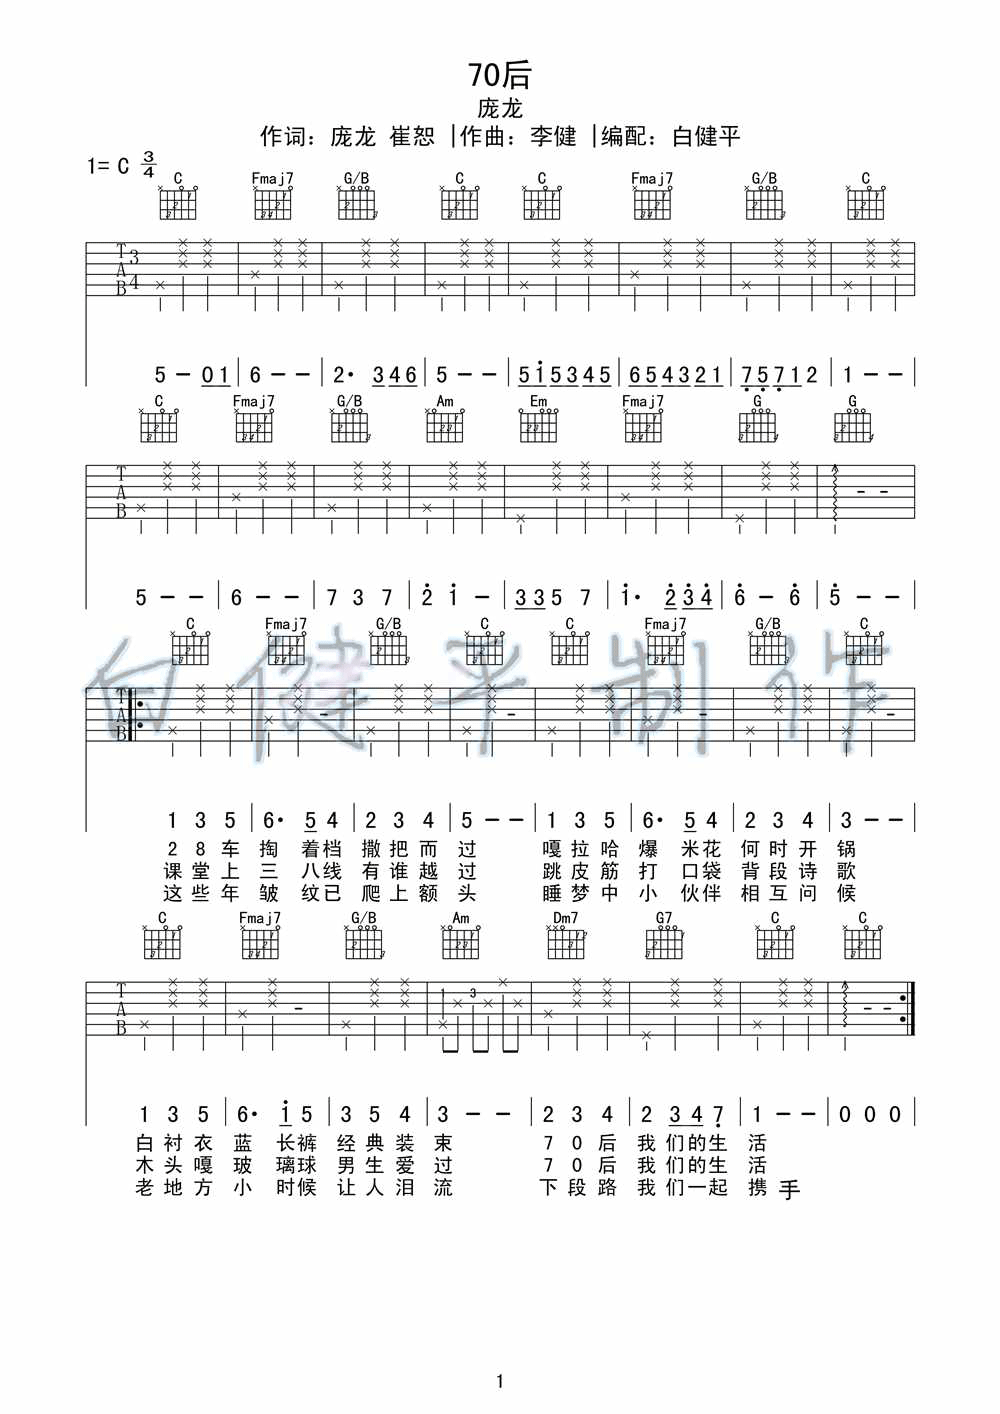 70后
庞龙
作词：庞龙 崔恕 |作曲：李健 |编配：白健平
1= C 3/4
C Fmaj7 G/B C C Fmaj7 G/B C
T A B 3 4
5 - 0 1 | 6 - - | 2· 3 4 6 | 5 - - | 5 1 5 3 4 5 | 6 5 4 3 2 1 | 7 5 7 1 2 | 1 - - |
C Fmaj7 G/B Am Em Fmaj7 G G
T A B
5 - - | 6 - - | 7 3 7 | 2 1 - | 3 3 5 7 | 1· 2 3 4 | 6 - 6 | 5 - - |
白健平制作
C Fmaj7 G/B C C Fmaj7 G/B C
T A B
1 3 5 | 6· 5 4 | 2 3 4 | 5 - - | 1 3 5 | 6· 5 4 | 2 3 4 | 3 - - |
28车 掏 着档 撒把而 过 嘎拉哈 爆 米花 何时开 锅
课堂上 三 八线 有谁越 过 跳皮筋 打 口袋 背段诗 歌
这些年 皱 纹已 爬上额 头 睡梦中 小 伙伴 相互问 候
C Fmaj7 G/B Am Dm7 G7 C C
T A B 1 3
1 3 5 | 6· 1 5 | 3 5 4 | 3 - - | 2 3 4 | 2 3 4 7 | 1 - - | 0 0 0
白衬衣 蓝 长裤 经典装 束 70后 我们的生 活
木头嘎 玻 璃球 男生爱 过 70后 我们的生 活
老地方 小 时候 让人泪 流 下段路 我们一起 携 手
1